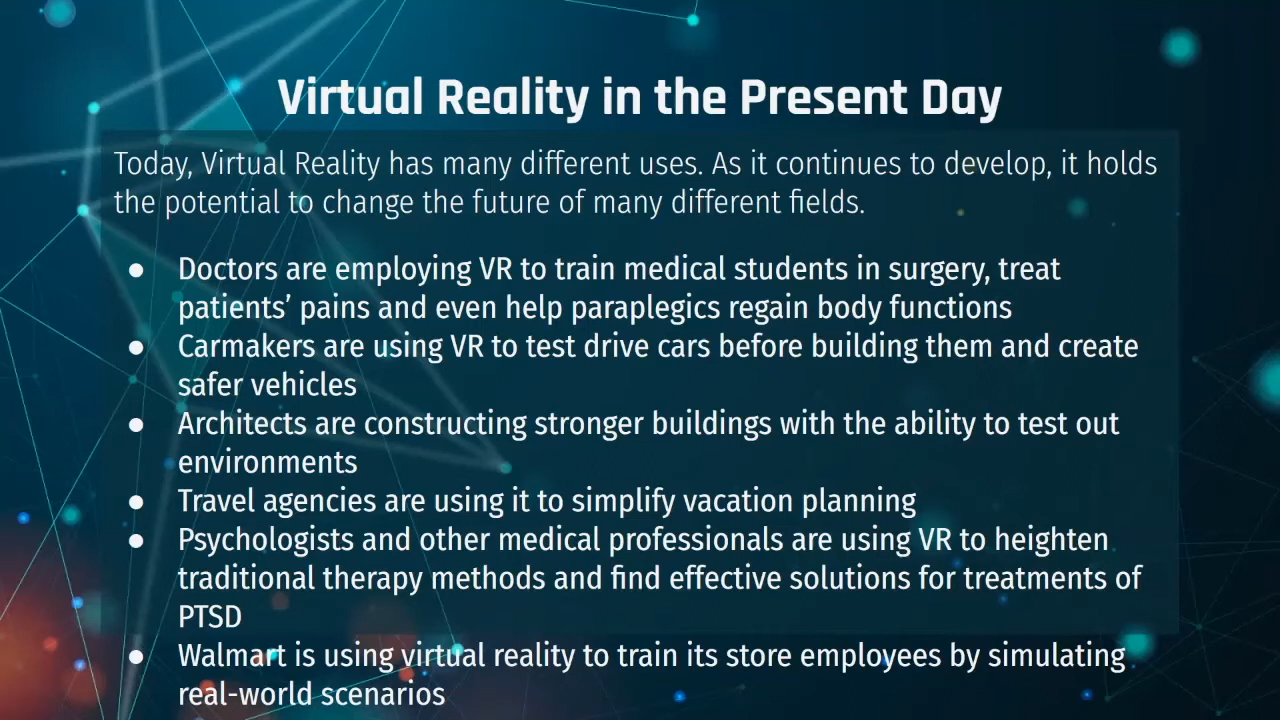 Virtual Reality in the Present Day
Today, Virtual Reality has many different uses. As it continues to develop, it holds
the potential to change the future of many different fields.
● Doctors are employing VR to train medical students in surgery, treat
patients’ pains and even help paraplegics regain body functions
● Carmakers are using VR to test drive cars before building them and create
safer vehicles
● Architects are constructing stronger buildings with the ability to test out
environments
● Travel agencies are using it to simplify vacation planning
● Psychologists and other medical professionals are using VR to heighten
traditional therapy methods and find effective solutions for treatments of
PTSD
● Walmart is using virtual reality to train its store employees by simulating
real-world scenarios